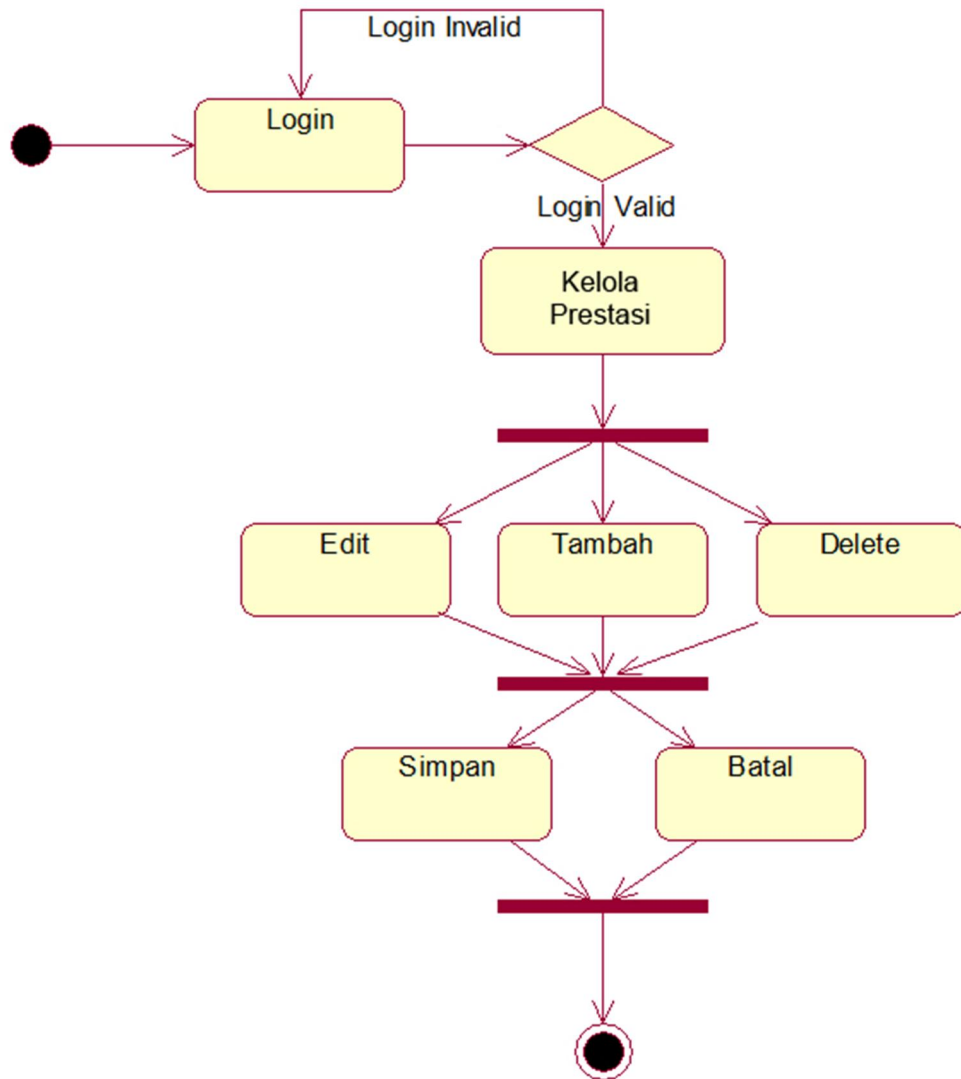 Login Invalid
Login
Login Valid
Kelola
Prestasi
Edit
Tambah
Delete
Simpan
Batal